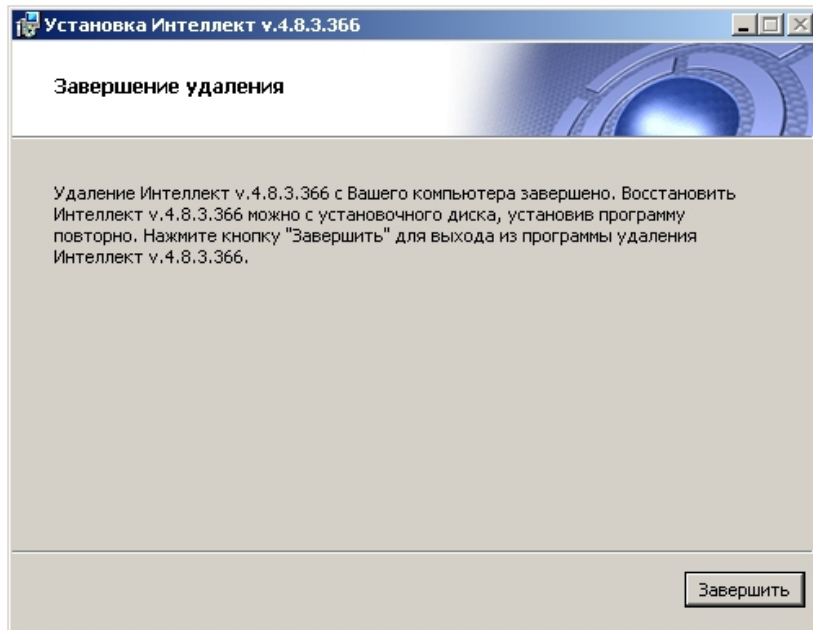 Установка Интеллект v.4.8.3.366
Завершение удаления
Удаление Интеллект v.4.8.3.366 с Вашего компьютера завершено. Восстановить
Интеллект v.4.8.3.366 можно с установочного диска, установив программу
повторно. Нажмите кнопку "Завершить" для выхода из программы удаления
Интеллект v.4.8.3.366.
Завершить